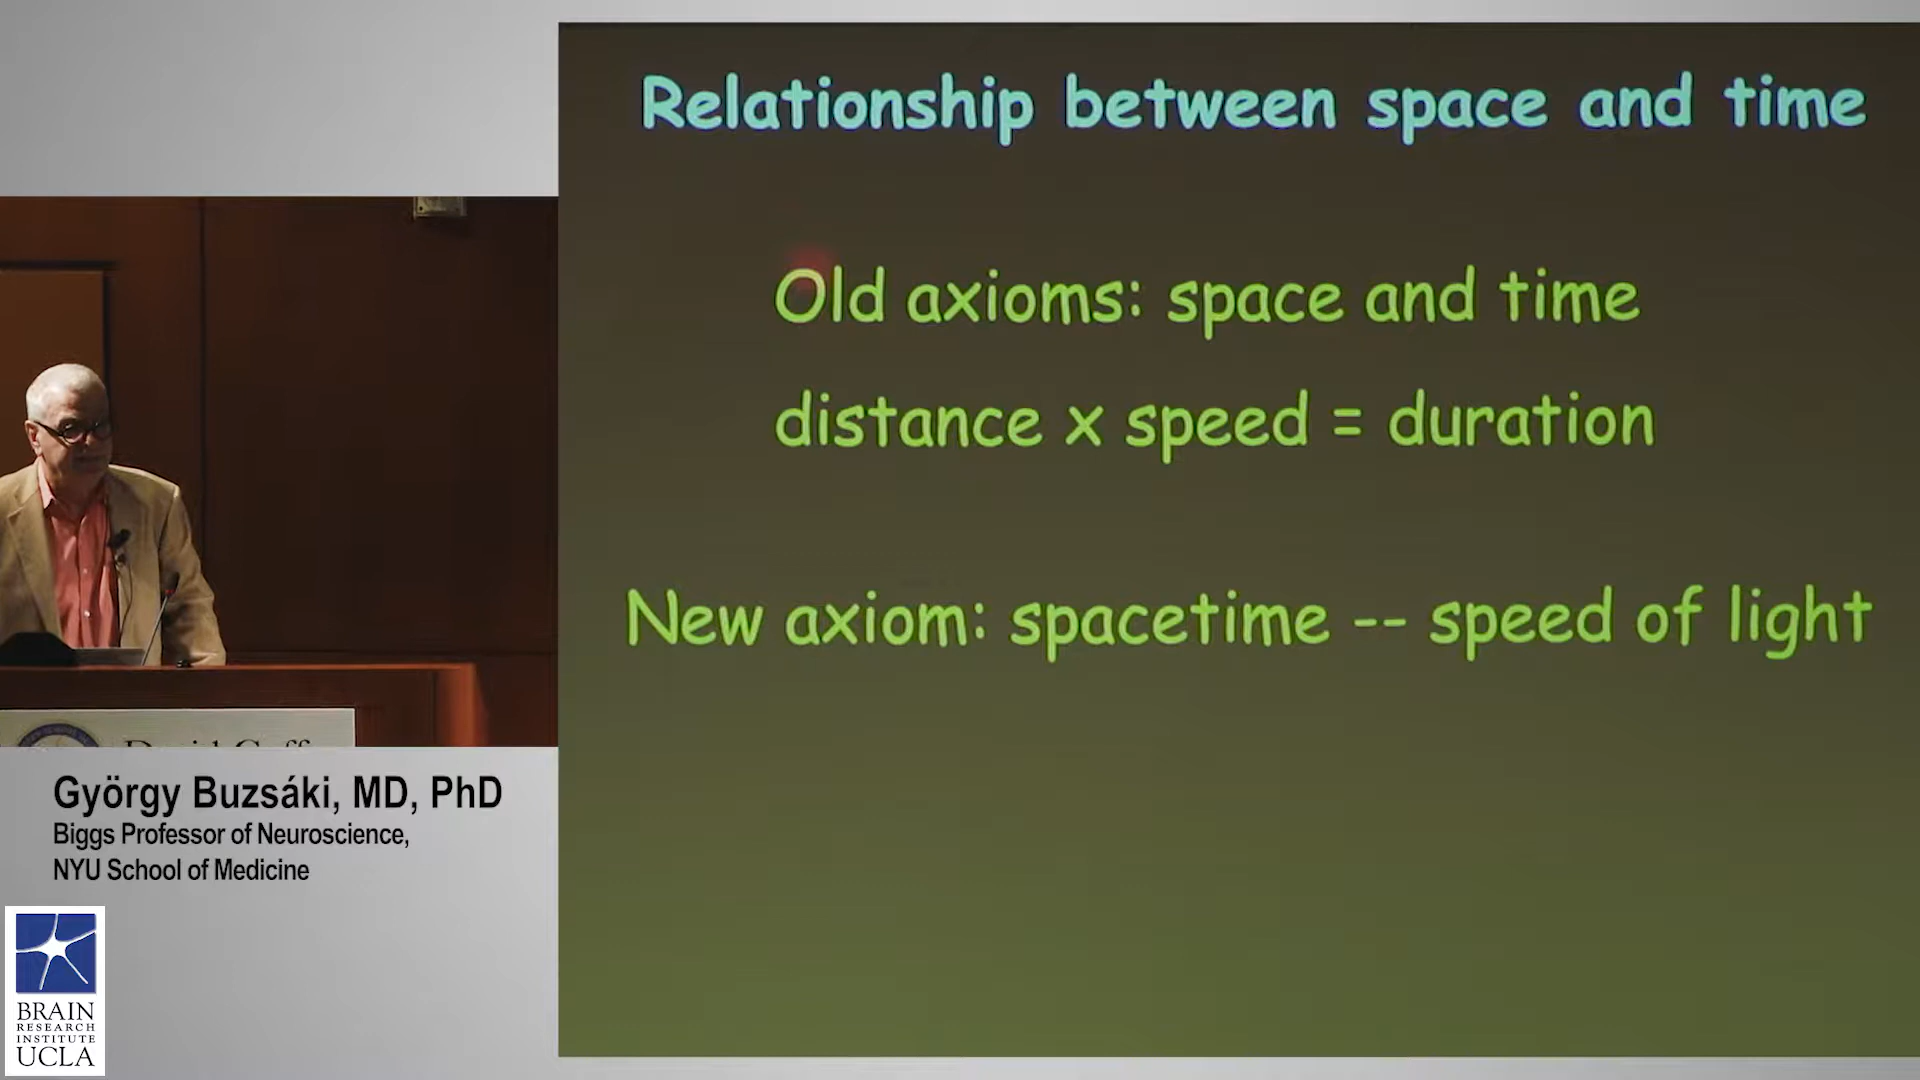 Relationship between space and time
Old axioms: space and time
distance x speed = duration
New axiom: spacetime -- speed of light
György Buzsáki, MD, PhD
Biggs Professor of Neuroscience,
NYU School of Medicine
BRAIN
RESEARCH
INSTITUTE
UCLA